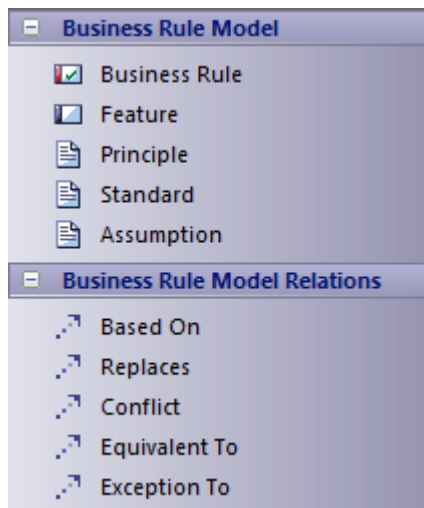 Business Rule Model
Business Rule
Feature
Principle
Standard
Assumption
Business Rule Model Relations
Based On
Replaces
Conflict
Equivalent To
Exception To